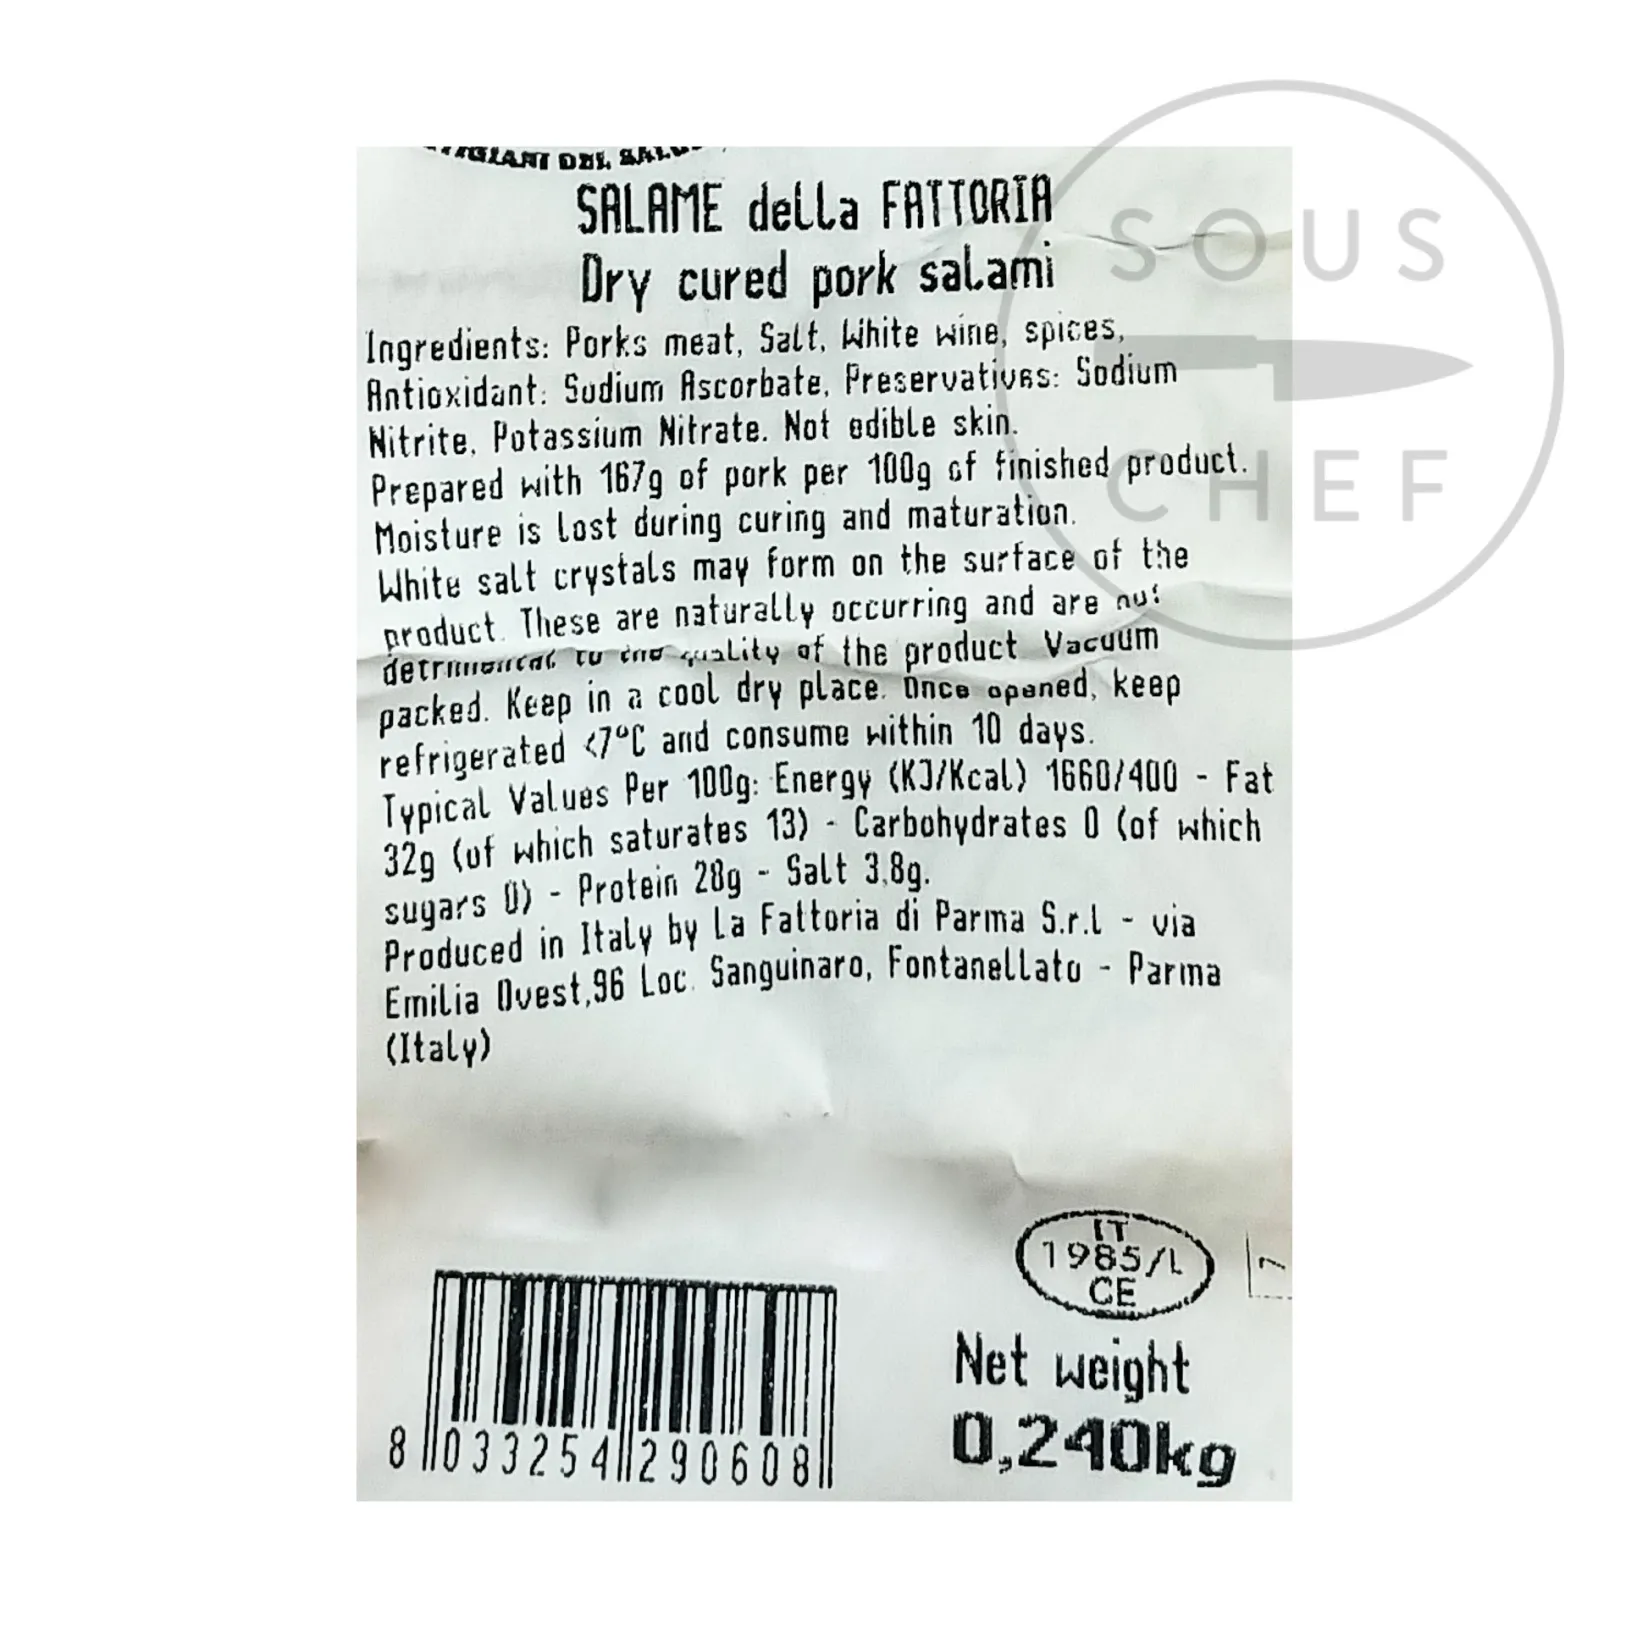 TIGIANI DEL SALU
SALAME della FATTORIA
Dry cured pork salami
Ingredients: Porks meat, Salt, White wine, spices,
Antioxidant: Sodium Ascorbate, Preservatives: Sodium
Nitrite, Potassium Nitrate. Not edible skin.
Prepared with 167g of pork per 100g of finished product.
Moisture is lost during curing and maturation.
White salt crystals may form on the surface of the
product. These are naturally occurring and are not
detrimental to the quality of the product. Vacuum
packed. Keep in a cool dry place. Once opened, keep
refrigerated <7°C and consume within 10 days.
Typical Values Per 100g: Energy (KJ/Kcal) 1660/400 - Fat
32g (of which saturates 13) - Carbohydrates 0 (of which
sugars 0) - Protein 28g - Salt 3,8g.
Produced in Italy by La Fattoria di Parma S.r.l - via
Emilia Ovest,96 Loc. Sanguinaro, Fontanellato - Parma
(Italy)
IT
1985/L
CE
Net weight
0,240kg
8 033254 290608
SOUS
CHEF